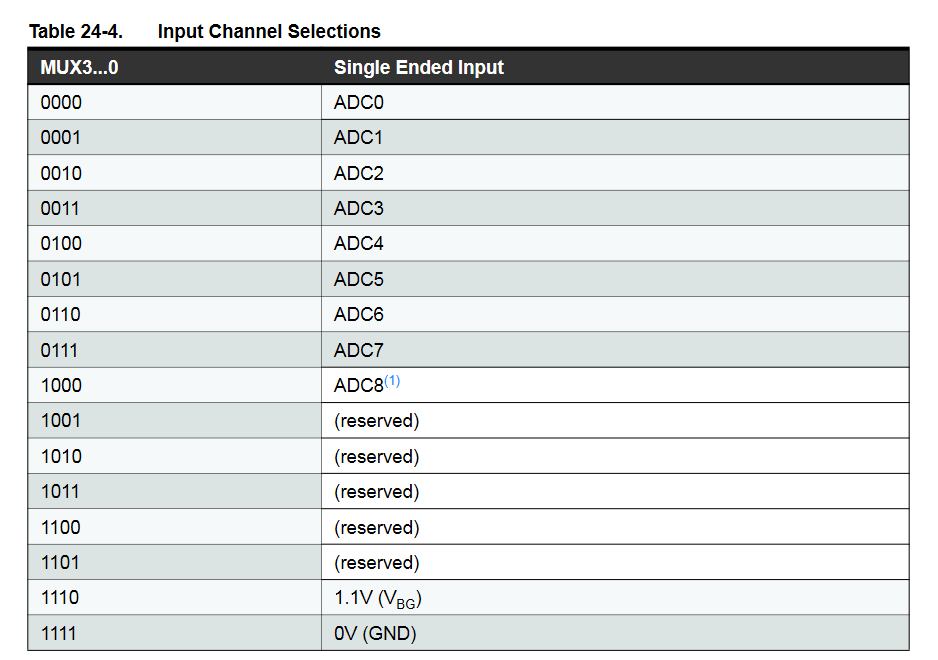 Table 24-4. Input Channel Selections
MUX3...0 Single Ended Input
0000 ADC0
0001 ADC1
0010 ADC2
0011 ADC3
0100 ADC4
0101 ADC5
0110 ADC6
0111 ADC7
1000 ADC8(1)
1001 (reserved)
1010 (reserved)
1011 (reserved)
1100 (reserved)
1101 (reserved)
1110 1.1V (VBG)
1111 0V (GND)